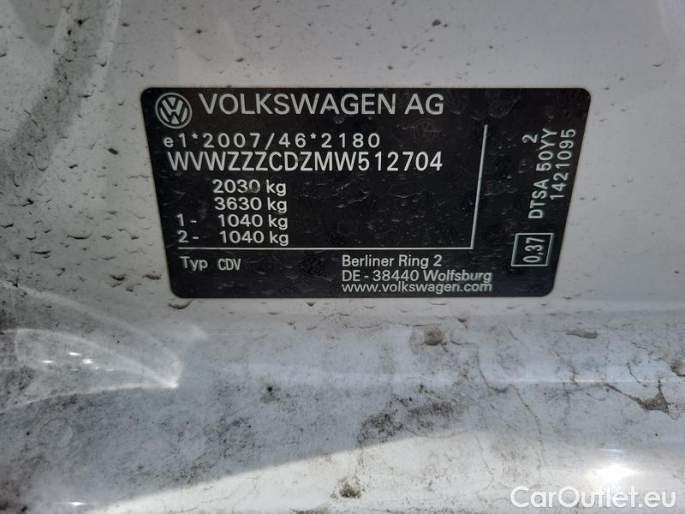 VOLKSWAGEN AG
e1*2007/46*2180
WVWZZZCDZMW512704
2030 kg
3630 kg
1- 1040 kg
2- 1040 kg
Typ CDV
Berliner Ring 2
DE - 38440 Wolfsburg
www.volkswagen.com
0,37
DTSA 50YY 2
1421095
CarOutlet.eu